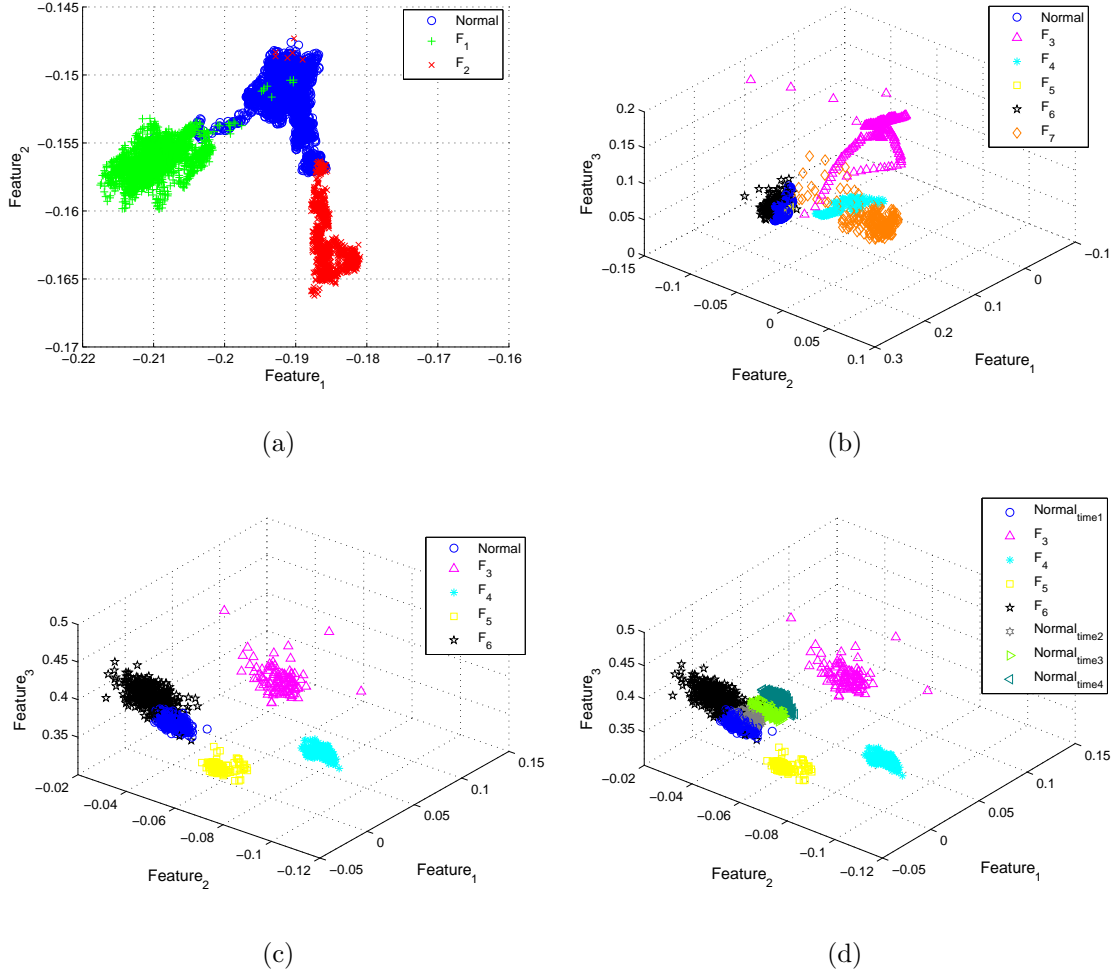 −0.145
−0.15
−0.155
−0.16
−0.165
−0.17
Feature2
−0.22 −0.21 −0.2 −0.19 −0.18 −0.17 −0.16
Feature1
Normal
F1
F2
(a)
0.2
0.15
0.1
0.05
0
Feature3
−0.15
−0.1
−0.05
0
0.05
0.1
Feature2
0.3
0.2
0.1
0
−0.1
Feature1
Normal
F3
F4
F5
F6
F7
(b)
0.5
0.45
0.4
0.35
Feature3
−0.02
−0.04
−0.06
−0.08
−0.1
−0.12
Feature2
−0.05
0
0.05
0.1
0.15
Feature1
Normal
F3
F4
F5
F6
(c)
0.5
0.45
0.4
0.35
Feature3
−0.02
−0.04
−0.06
−0.08
−0.1
−0.12
Feature2
−0.05
0
0.05
0.1
0.15
Feature1
Normaltime1
F3
F4
F5
F6
Normaltime2
Normaltime3
Normaltime4
(d)